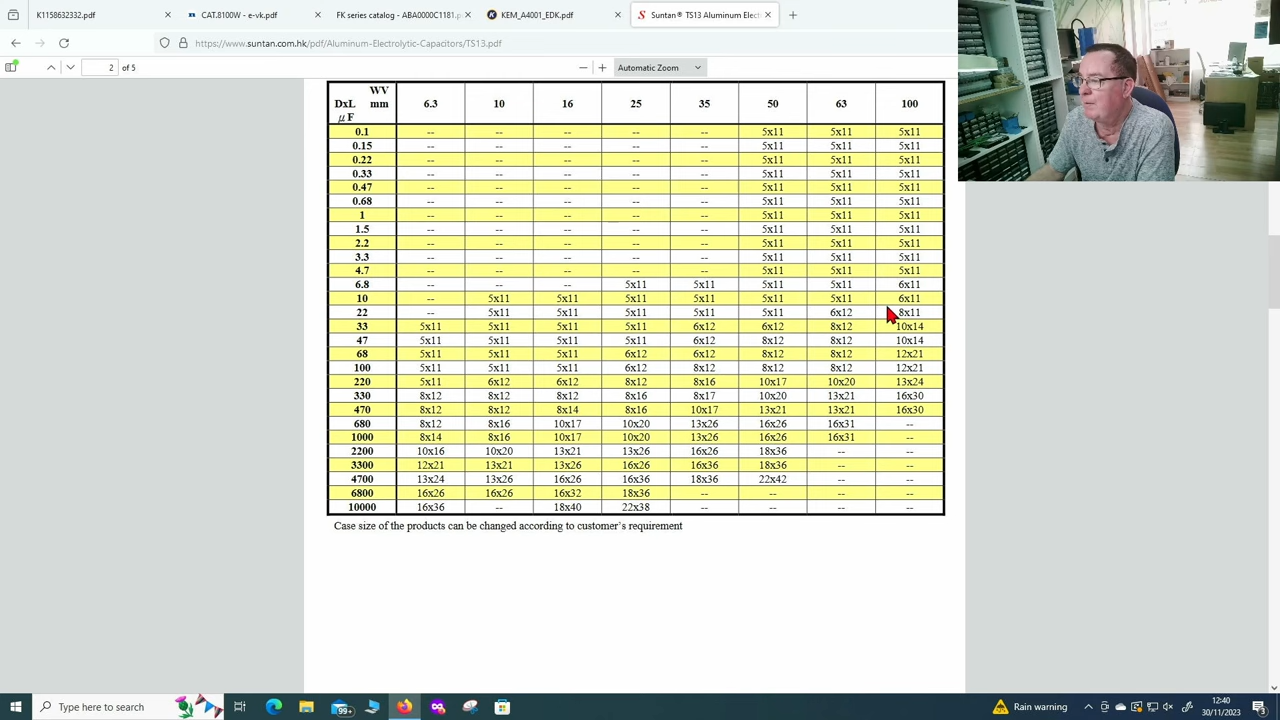 K1158632332.pdf
CAT.8100W - e-
.pdf
FK series catalog - ABA0000C1181.
KEM_A40
_EDK.pdf
Suntan® TS13 Aluminum Elec
m-Electrolytic-Capacitors/TS13.pdf
2 of 5 Automatic Zoom
WV
DxL mm 6.3 10 16 25 35 50 63 100
μF
0.1 -- -- -- -- -- 5x11 5x11 5x11
0.15 -- -- -- -- -- 5x11 5x11 5x11
0.22 -- -- -- -- -- 5x11 5x11 5x11
0.33 -- -- -- -- -- 5x11 5x11 5x11
0.47 -- -- -- -- -- 5x11 5x11 5x11
0.68 -- -- -- -- -- 5x11 5x11 5x11
1 -- -- -- -- -- 5x11 5x11 5x11
1.5 -- -- -- -- -- 5x11 5x11 5x11
2.2 -- -- -- -- -- 5x11 5x11 5x11
3.3 -- -- -- -- -- 5x11 5x11 5x11
4.7 -- -- -- -- -- 5x11 5x11 5x11
6.8 -- -- -- 5x11 5x11 5x11 5x11 6x11
10 -- 5x11 5x11 5x11 5x11 5x11 5x11 6x11
22 -- 5x11 5x11 5x11 5x11 5x11 6x12 8x11
33 5x11 5x11 5x11 5x11 6x12 6x12 8x12 10x14
47 5x11 5x11 5x11 5x11 6x12 8x12 8x12 10x14
68 5x11 5x11 5x11 6x12 6x12 8x12 8x12 12x21
100 5x11 5x11 5x11 6x12 8x12 8x12 8x12 12x21
220 5x11 6x12 6x12 8x12 8x16 10x17 10x20 13x24
330 8x12 8x12 8x12 8x16 8x17 10x20 13x21 16x30
470 8x12 8x12 8x14 8x16 10x17 13x21 13x21 16x30
680 8x12 8x16 10x17 10x20 13x26 16x26 16x31 --
1000 8x14 8x16 10x17 10x20 13x26 16x26 16x31 --
2200 10x16 10x20 13x21 13x26 16x26 18x36 -- --
3300 12x21 13x21 13x26 16x26 16x36 18x36 -- --
4700 13x24 13x26 16x26 16x36 18x36 22x42 -- --
6800 16x26 16x26 16x32 18x36 -- -- -- --
10000 16x36 -- 18x40 22x38 -- -- -- --
Case size of the products can be changed according to customer's requirement
Type here to search
99+
Rain warning
12:40
30/11/2023